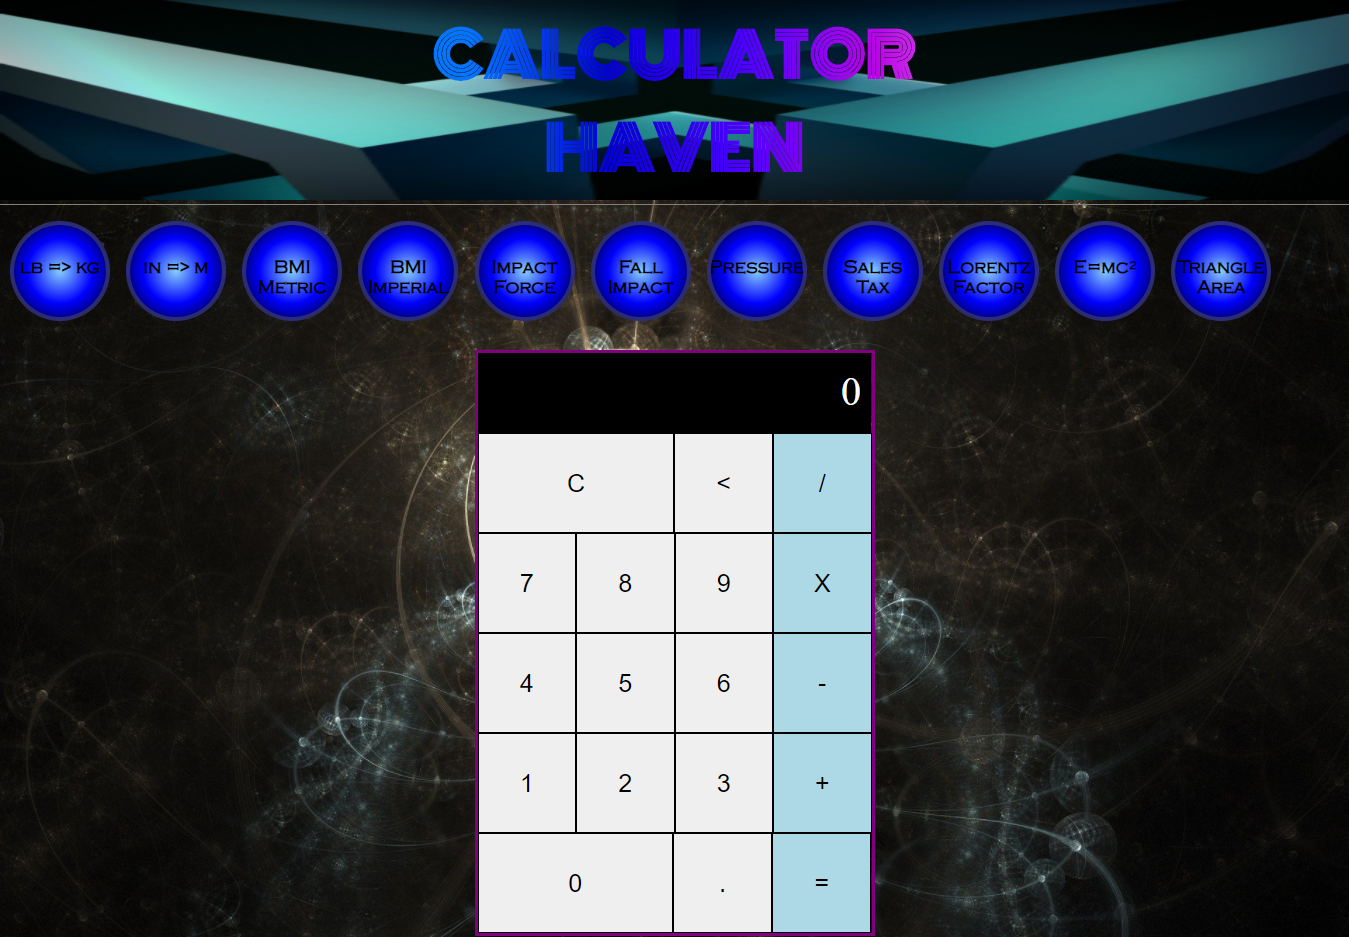 CALCULATOR
HAVEN
LB => KG
IN => M
BMI
METRIC
BMI
IMPERIAL
IMPACT
FORCE
FALL
IMPACT
PRESSURE
SALES
TAX
LORENTZ
FACTOR
E=MC²
TRIANGLE
AREA
0
C < /
7 8 9 X
4 5 6 -
1 2 3 +
0 . =